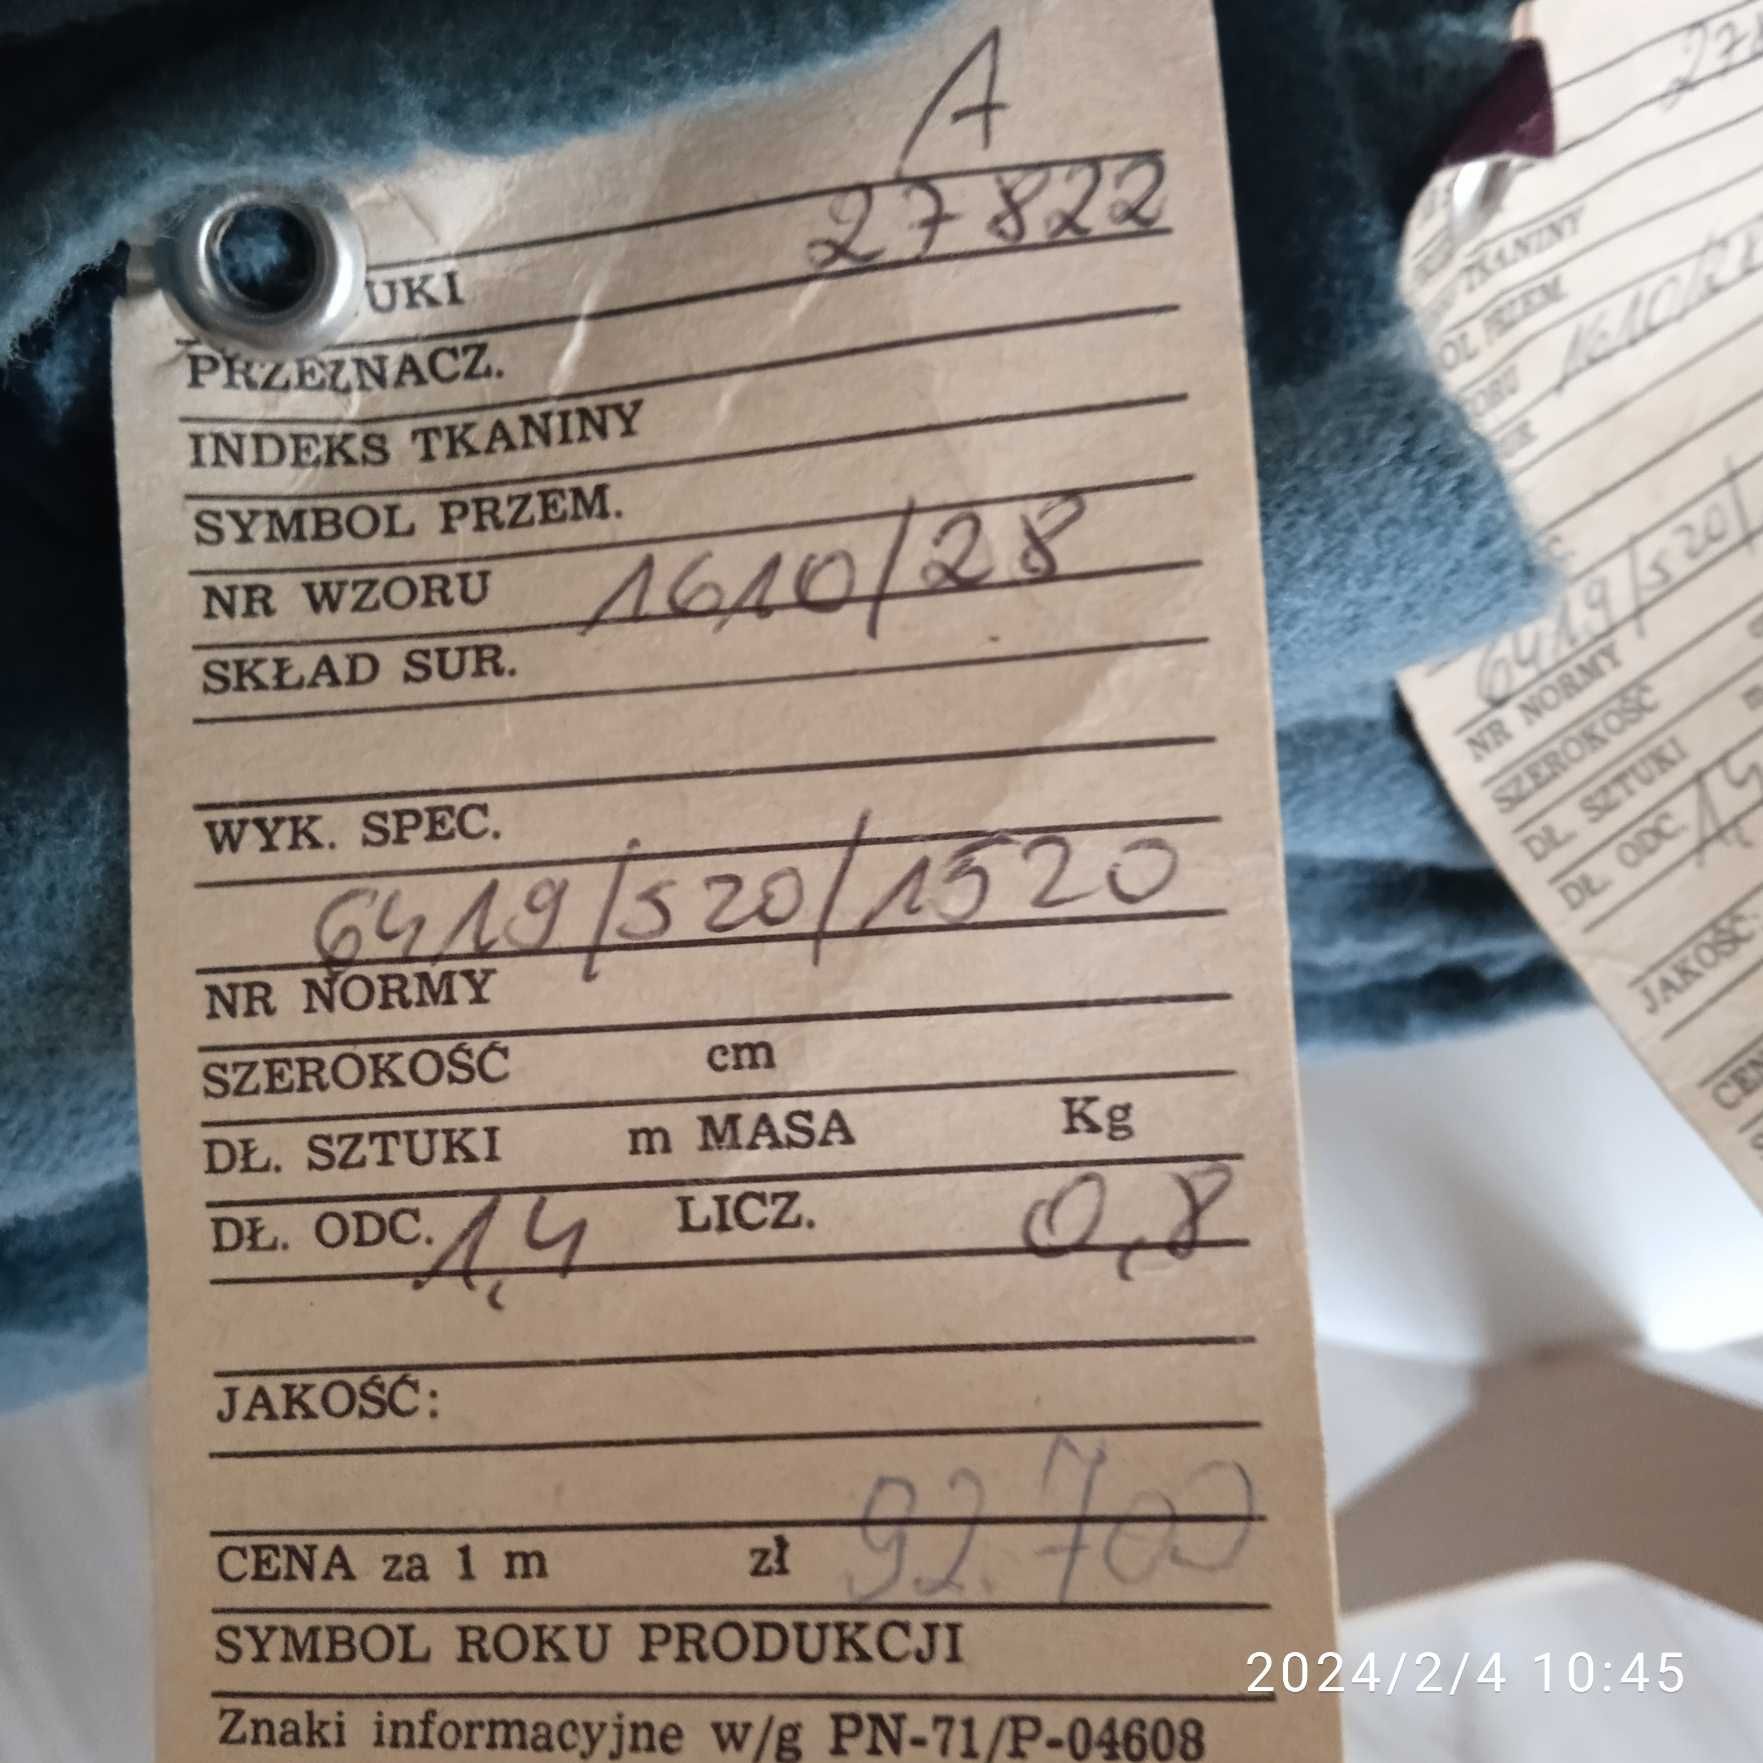 A
27822
UKI
PRZEZNACZ.
INDEKS TKANINY
SYMBOL PRZEM.
NR WZORU 1610/28
SKŁAD SUR.
WYK. SPEC.
6419/520/1520
NR NORMY
SZEROKOŚĆ cm
DŁ. SZTUKI m MASA Kg
DŁ. ODC. 1,4 LICZ. 0,8
JAKOŚĆ:
CENA za 1 m zł 92.700
SYMBOL ROKU PRODUKCJI
Znaki informacyjne w/g PN-71/P-04608
TKANINY
OL PRZEM
6419/520/
NR NORMY
SZEROKOŚĆ
DŁ. SZTUKI
DŁ. ODC. 1,4
JAKOŚĆ
2024/2/4 10:45